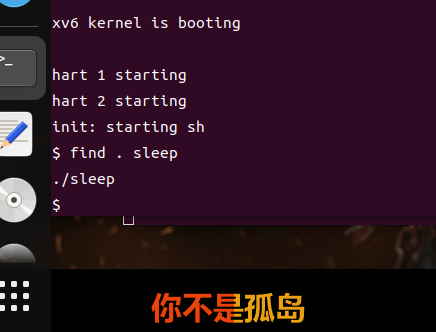 xv6 kernel is booting
hart 1 starting
hart 2 starting
init: starting sh
$ find . sleep
./sleep
$
你不是孤岛